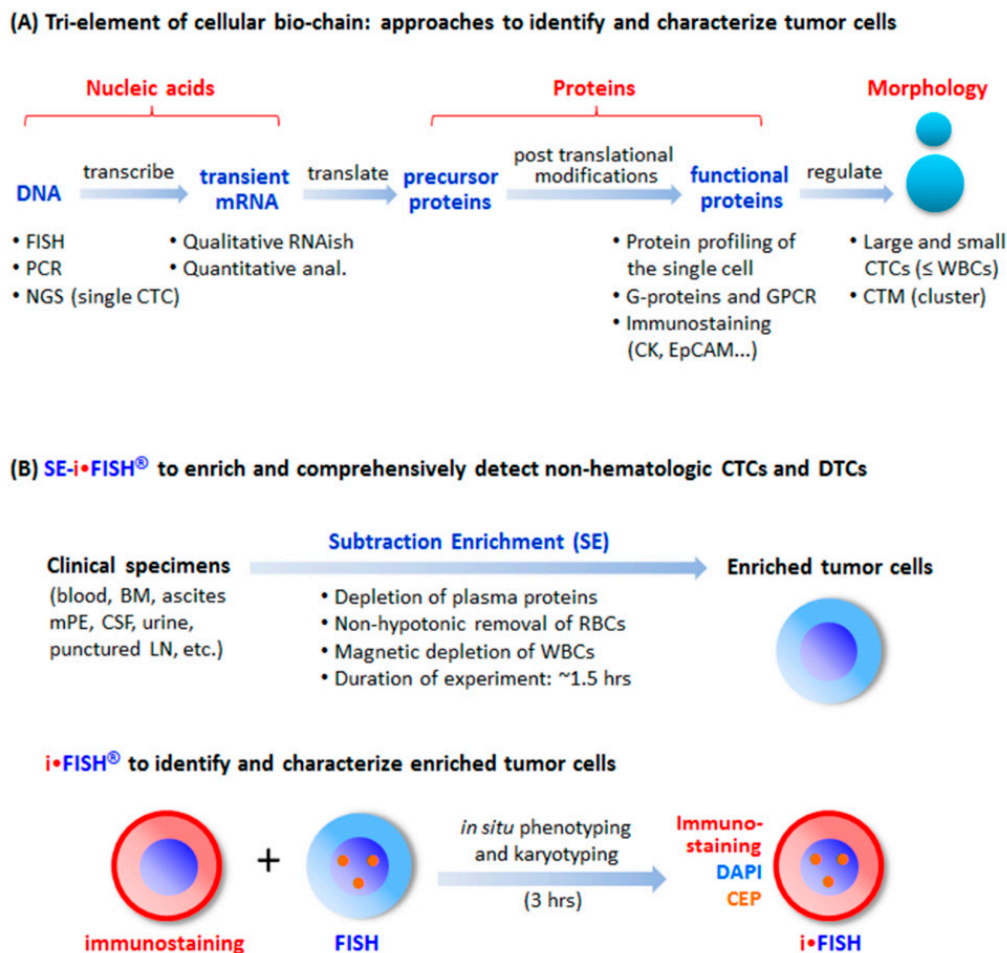 (A) Tri-element of cellular bio-chain: approaches to identify and characterize tumor cells
Nucleic acids
Proteins
Morphology
DNA
transcribe
transient
mRNA
translate
precursor
proteins
post translational
modifications
functional
proteins
regulate
• FISH
• PCR
• NGS (single CTC)
• Qualitative RNAish
• Quantitative anal.
• Protein profiling of
the single cell
• G-proteins and GPCR
• Immunostaining
(CK, EpCAM...)
• Large and small
CTCs (≤ WBCs)
• CTM (cluster)
(B) SE-i•FISH® to enrich and comprehensively detect non-hematologic CTCs and DTCs
Clinical specimens
(blood, BM, ascites
mPE, CSF, urine,
punctured LN, etc.)
Subtraction Enrichment (SE)
• Depletion of plasma proteins
• Non-hypotonic removal of RBCs
• Magnetic depletion of WBCs
• Duration of experiment: ~1.5 hrs
Enriched tumor cells
i•FISH® to identify and characterize enriched tumor cells
immunostaining
+
FISH
in situ phenotyping
and karyotyping
(3 hrs)
Immuno-
staining
DAPI
CEP
i•FISH